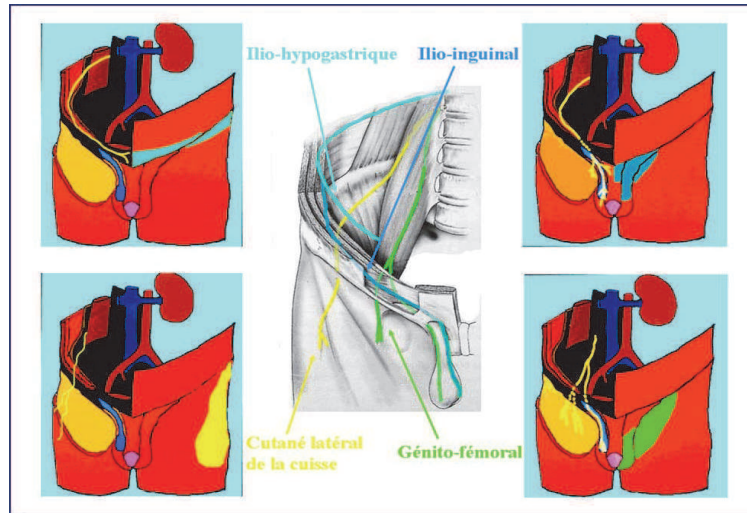 Ilio-hypogastrique
Ilio-inguinal
Cutané latéral
de la cuisse
Génito-fémoral